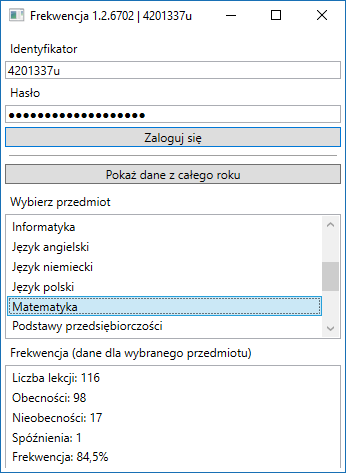 Frekwencja 1.2.6702 | 4201337u
Identyfikator
4201337u
Hasło
●●●●●●●●●●●●●●●●●●●
Zaloguj się
Pokaż dane z całego roku
Wybierz przedmiot
Informatyka
Język angielski
Język niemiecki
Język polski
Matematyka
Podstawy przedsiębiorczości
Frekwencja (dane dla wybranego przedmiotu)
Liczba lekcji: 116
Obecności: 98
Nieobecności: 17
Spóźnienia: 1
Frekwencja: 84,5%